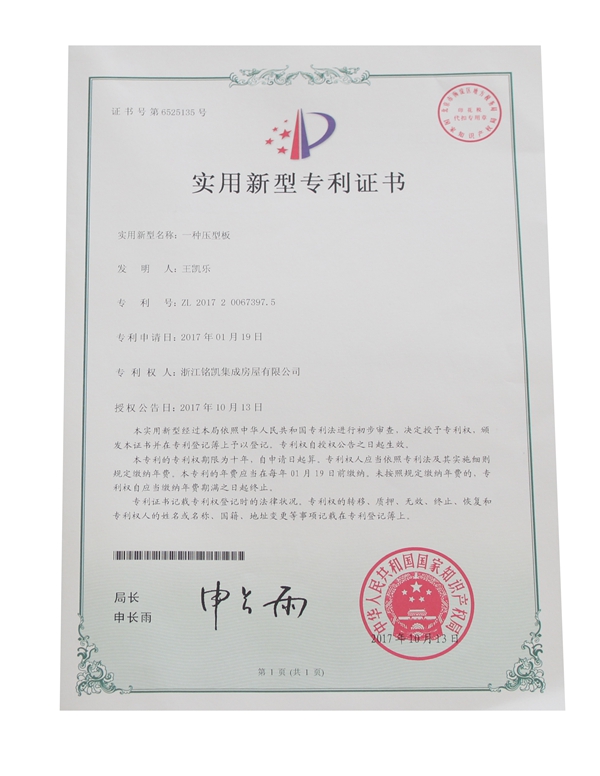 证书号第6525135号
实用新型专利证书
实用新型名称：一种压型板
发明人：王凯乐
专利号：ZL 2017 2 0067397.5
专利申请日：2017年01月19日
专利权人：浙江铭凯集成房屋有限公司
授权公告日：2017年10月13日
本实用新型经过本局依照中华人民共和国专利法进行初步审查，决定授予专利权，颁
发本证书并在专利登记簿上予以登记。专利权自授权公告之日起生效。
本专利的专利权期限为十年，自申请日起算。专利权人应当依照专利法及其实施细则
规定缴纳年费。本专利的年费应当在每年01月19日前缴纳。未按照规定缴纳年费的，专
利权自应当缴纳年费期满之日起终止。
专利证书记载专利权登记时的法律状况。专利权的转移、质押、无效、终止、恢复和
专利权人的姓名或名称、国籍、地址变更等事项记载在专利登记簿上。
局长
申长雨
申长雨
中华人民共和国国家知识产权局
2017年10月13日
第1页（共1页）